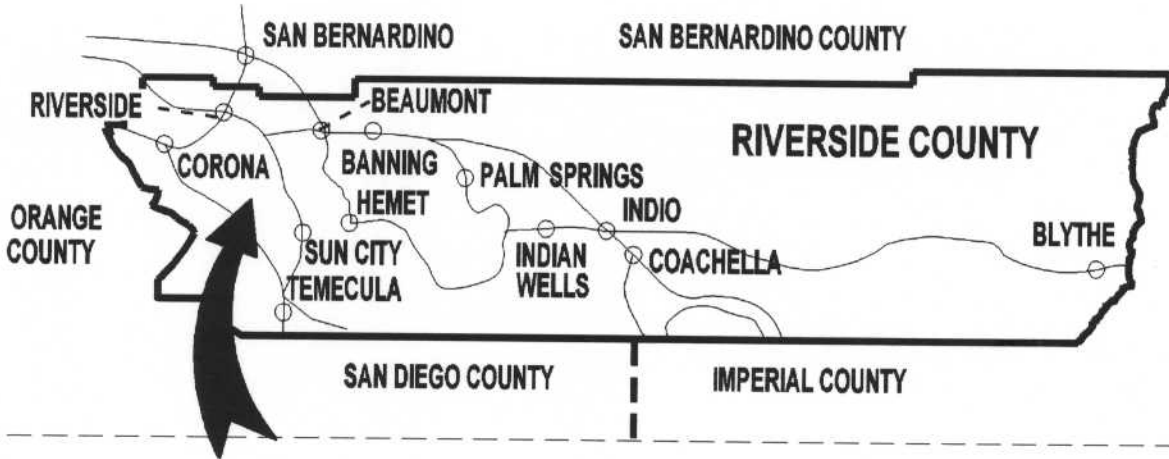 SAN BERNARDINO
SAN BERNARDINO COUNTY
RIVERSIDE
BEAUMONT
RIVERSIDE COUNTY
CORONA
BANNING
PALM SPRINGS
HEMET
ORANGE
COUNTY
INDIO
SUN CITY
INDIAN
WELLS
COACHELLA
BLYTHE
TEMECULA
SAN DIEGO COUNTY
IMPERIAL COUNTY